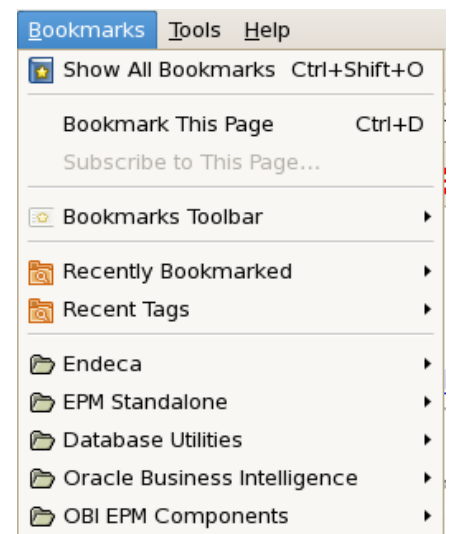 Bookmarks Tools Help
Show All Bookmarks Ctrl+Shift+O
Bookmark This Page Ctrl+D
Subscribe to This Page...
Bookmarks Toolbar
Recently Bookmarked
Recent Tags
Endeca
EPM Standalone
Database Utilities
Oracle Business Intelligence
OBI EPM Components